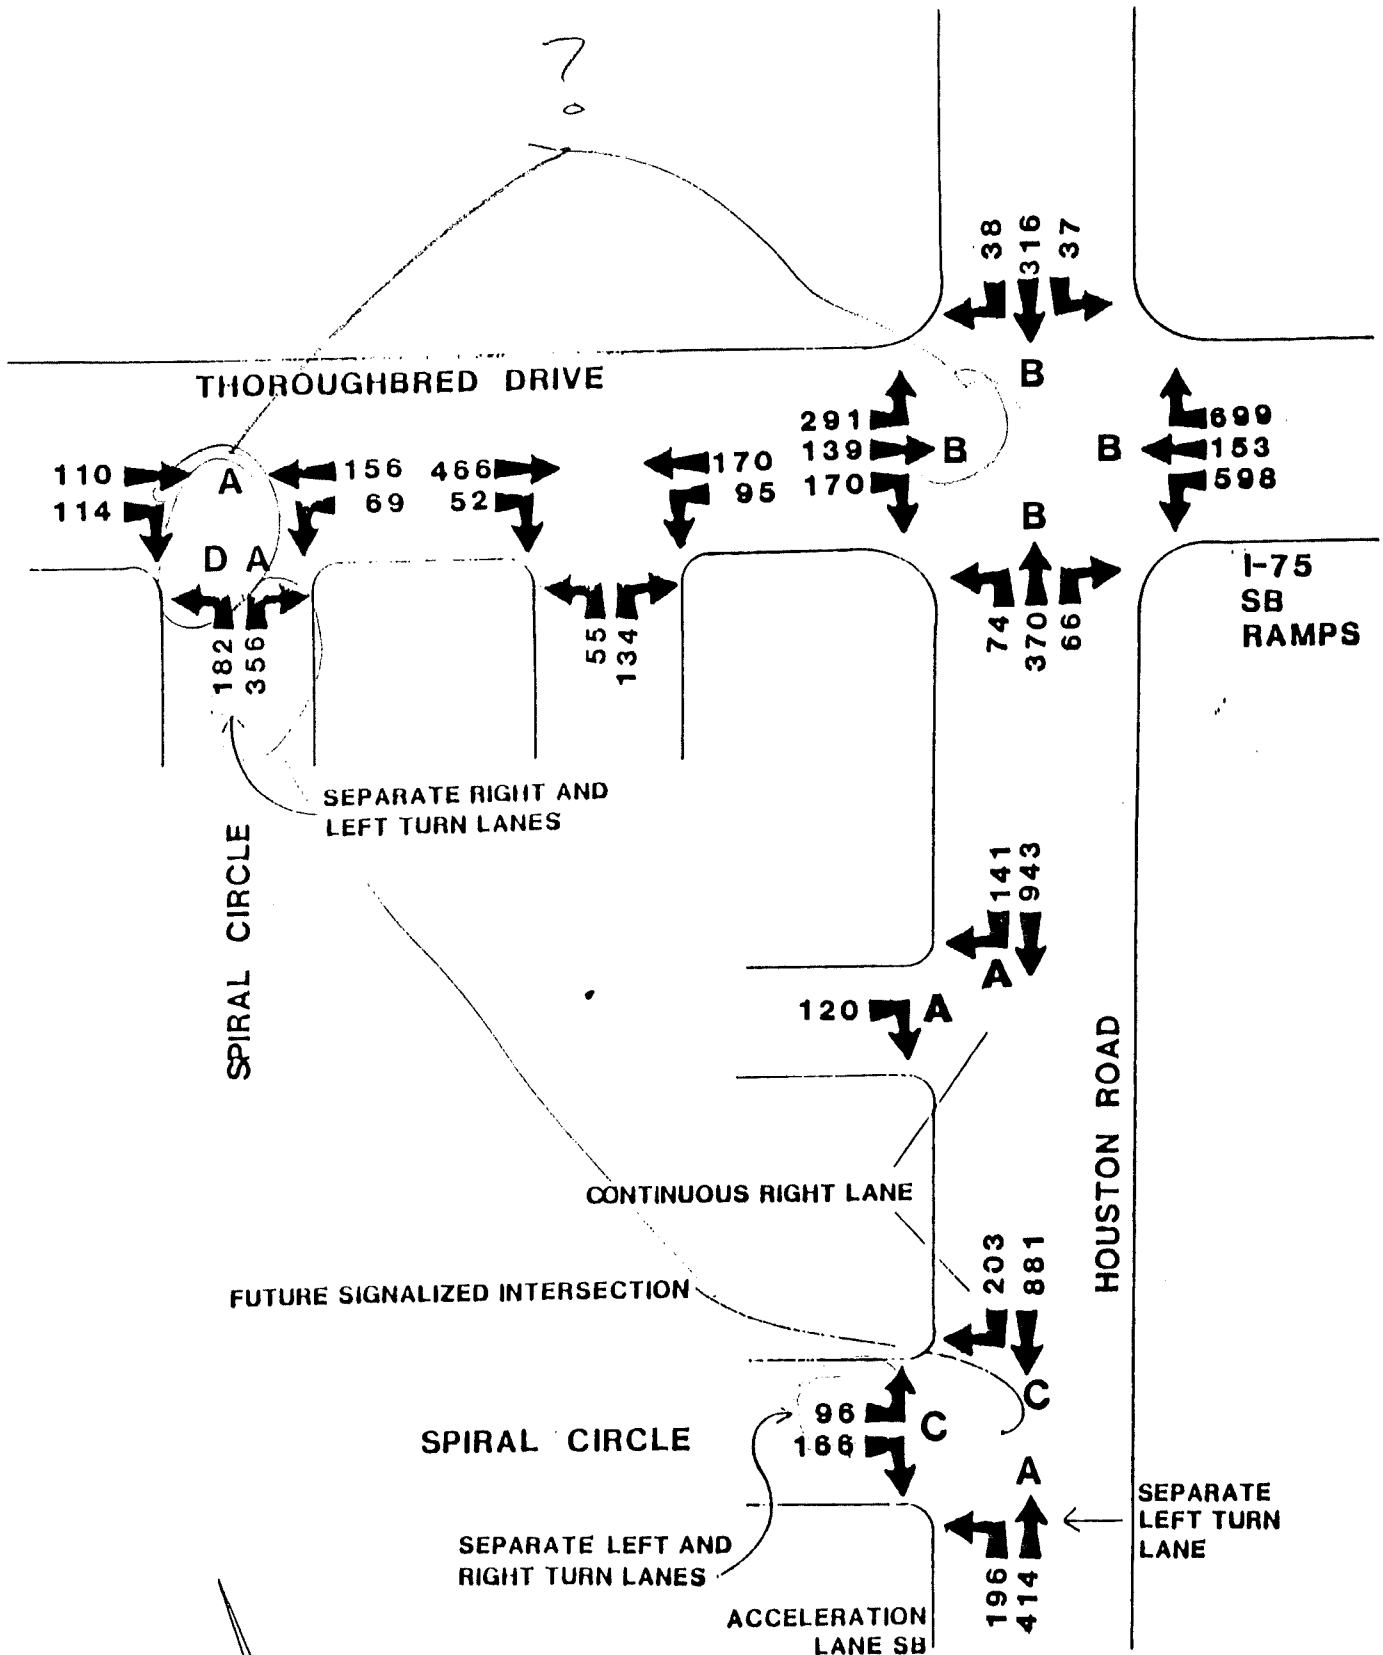 ?
38 316 37
THOROUGHBRED DRIVE
B
291
139 B
170
B 699
153
598
110
114
A
156
69
466
52
170
95
D A
B
182 356
55 134
74 370 66
I-75
SB
RAMPS
SEPARATE RIGHT AND
LEFT TURN LANES
SPIRAL CIRCLE
141 943
A
120 A
HOUSTON ROAD
CONTINUOUS RIGHT LANE
203 881
FUTURE SIGNALIZED INTERSECTION
C
96
166
C
SPIRAL CIRCLE
A
SEPARATE
LEFT TURN
LANE
SEPARATE LEFT AND
RIGHT TURN LANES
196 414
ACCELERATION
LANE SB